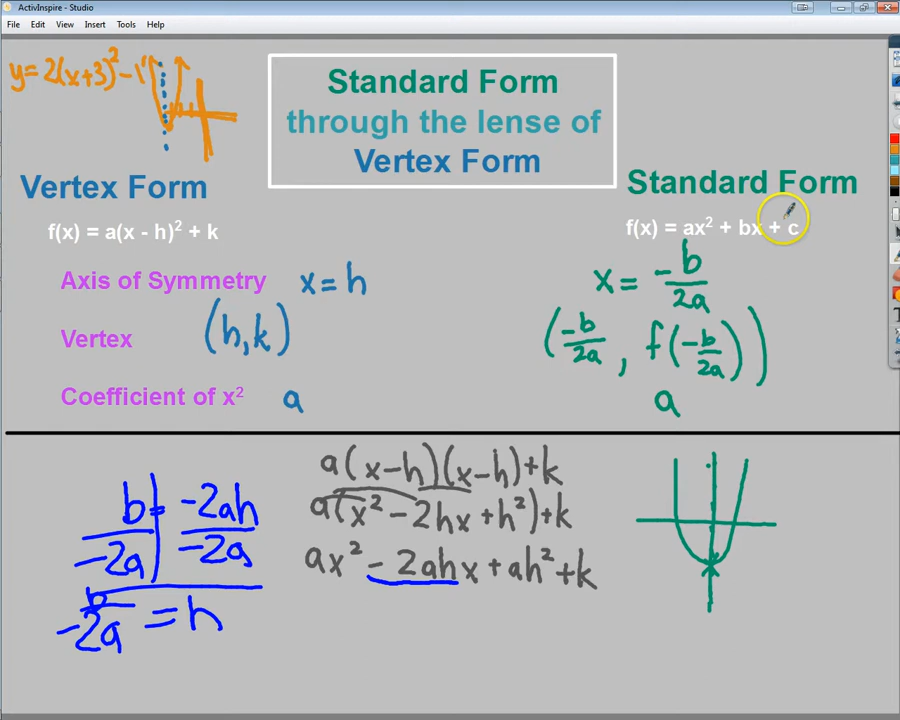 ActivInspire - Studio
File Edit View Insert Tools Help
y = 2(x+3)² - 1
Standard Form
through the lense of
Vertex Form
Vertex Form
Standard Form
f(x) = a(x - h)² + k
f(x) = ax² + bx + c
Axis of Symmetry x = h
x = -b/2a
Vertex (h, k)
(-b/2a, f(-b/2a))
Coefficient of x² a
a
b = -2ah
-2a -2a
b/-2a = h
a(x-h)(x-h)+k
a(x² - 2hx + h²)+k
ax² - 2ahx + ah² + k